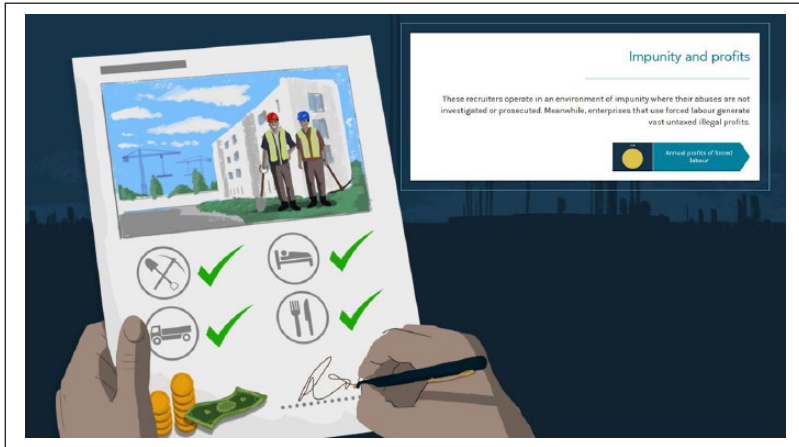 Impunity and profits
These recruiters operate in an environment of impunity where their abuses are not
investigated or prosecuted. Meanwhile, enterprises that use forced labour generate
vast untaxed illegal profits.
Annual profits of forced
labour